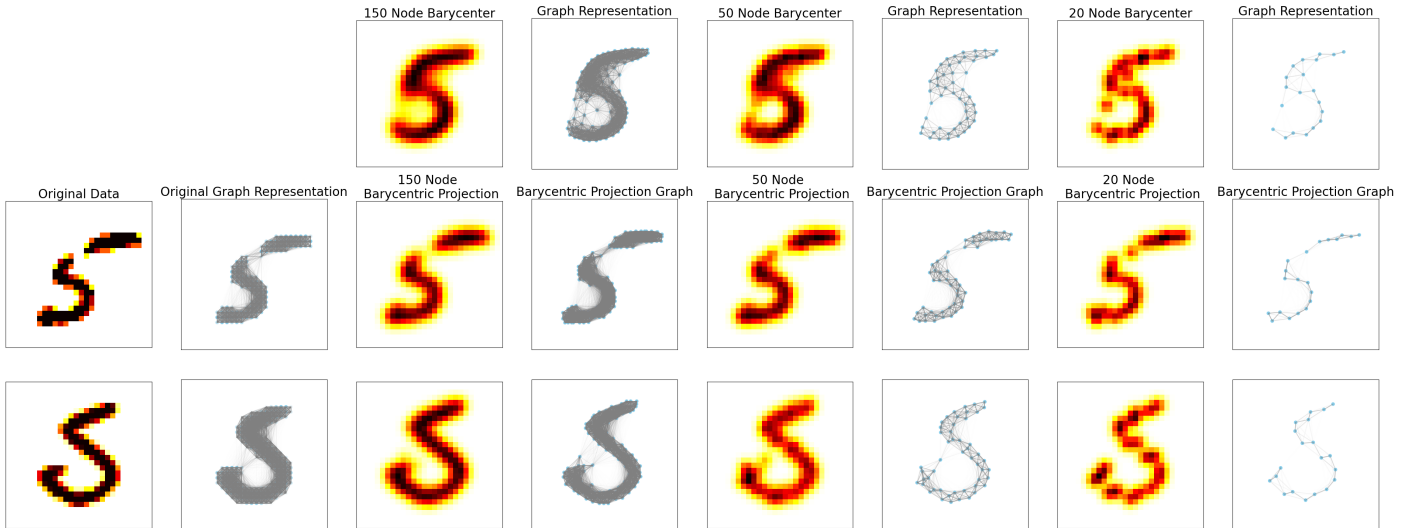 150 Node Barycenter
Graph Representation
50 Node Barycenter
Graph Representation
20 Node Barycenter
Graph Representation
Original Data
Original Graph Representation
150 Node
Barycentric Projection
Barycentric Projection Graph
50 Node
Barycentric Projection
Barycentric Projection Graph
20 Node
Barycentric Projection
Barycentric Projection Graph